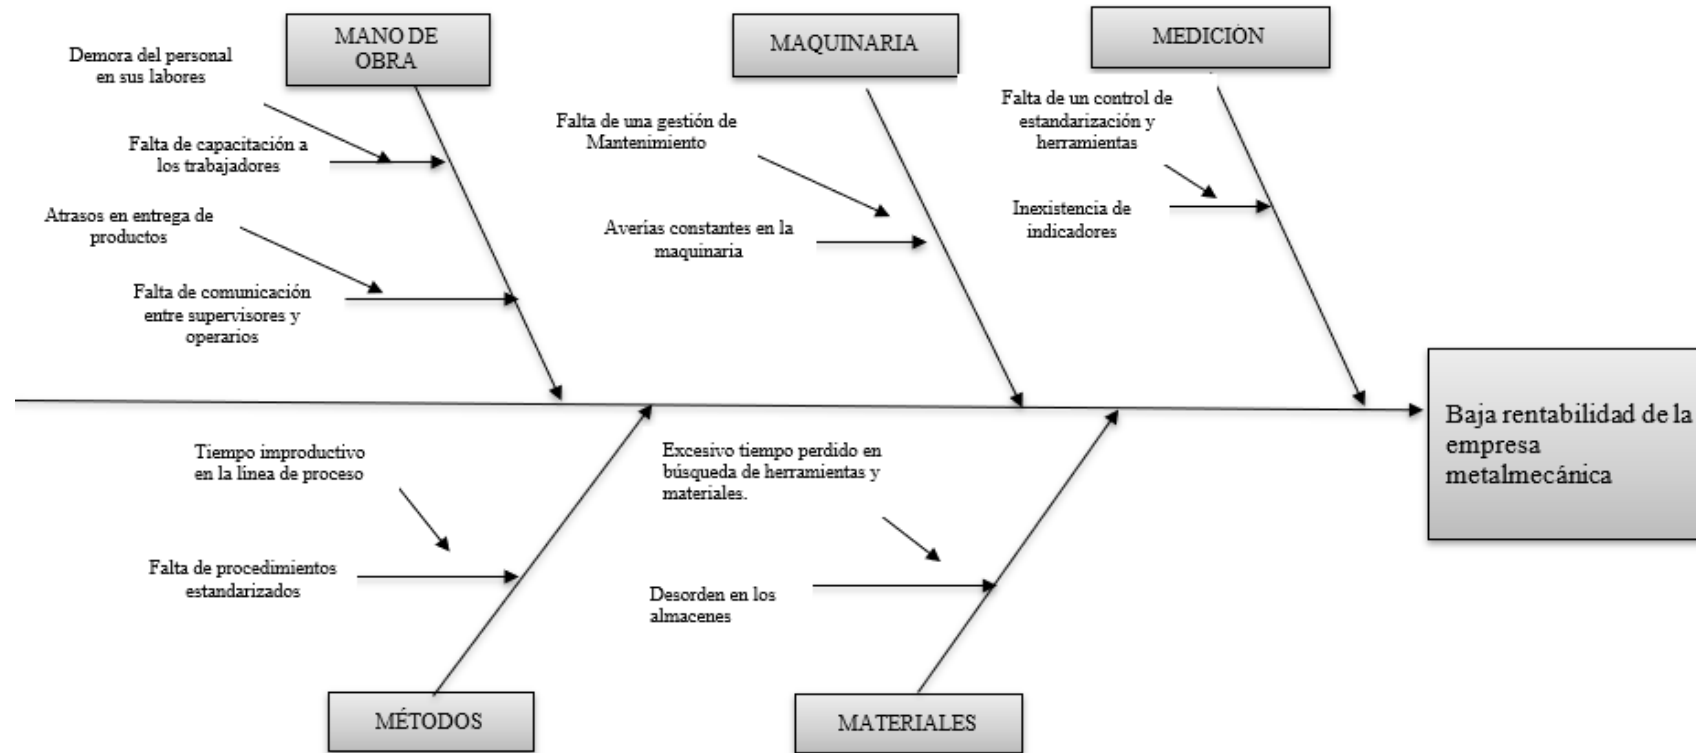 MANO DE
OBRA
MAQUINARIA
MEDICIÓN
Demora del personal
en sus labores
Falta de capacitación a
los trabajadores
Atrasos en entrega de
productos
Falta de comunicación
entre supervisores y
operarios
Falta de una gestión de
Mantenimiento
Averías constantes en la
maquinaria
Falta de un control de
estandarización y
herramientas
Inexistencia de
indicadores
Baja rentabilidad de la
empresa
metalmecánica
Tiempo improductivo
en la línea de proceso
Falta de procedimientos
estandarizados
Excesivo tiempo perdido en
búsqueda de herramientas y
materiales.
Desorden en los
almacenes
MÉTODOS
MATERIALES